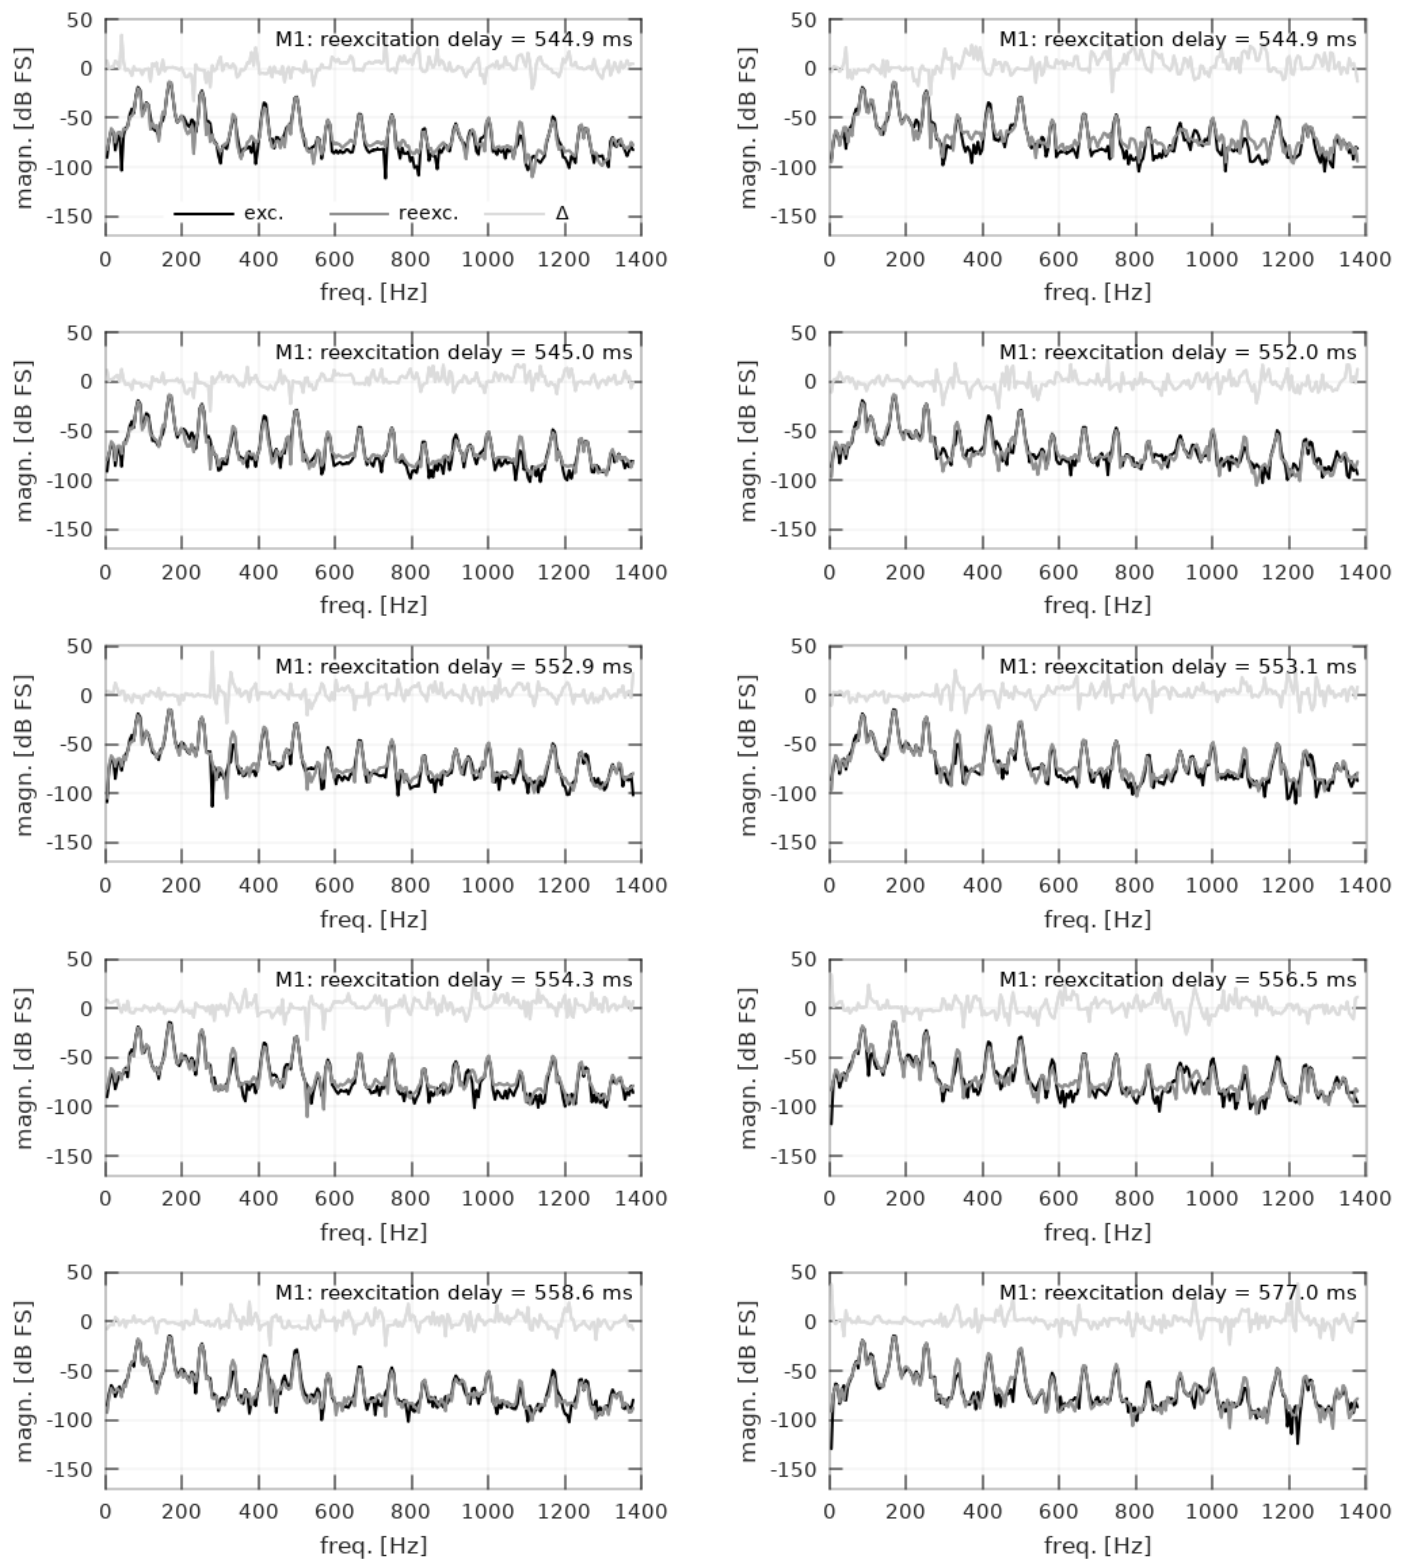 M1: reexcitation delay = 544.9 ms
magn. [dB FS]
50
0
-50
-100
-150
exc.
reexc.
Δ
0 200 400 600 800 1000 1200 1400
freq. [Hz]
M1: reexcitation delay = 544.9 ms
magn. [dB FS]
50
0
-50
-100
-150
0 200 400 600 800 1000 1200 1400
freq. [Hz]
M1: reexcitation delay = 545.0 ms
magn. [dB FS]
50
0
-50
-100
-150
0 200 400 600 800 1000 1200 1400
freq. [Hz]
M1: reexcitation delay = 552.0 ms
magn. [dB FS]
50
0
-50
-100
-150
0 200 400 600 800 1000 1200 1400
freq. [Hz]
M1: reexcitation delay = 552.9 ms
magn. [dB FS]
50
0
-50
-100
-150
0 200 400 600 800 1000 1200 1400
freq. [Hz]
M1: reexcitation delay = 553.1 ms
magn. [dB FS]
50
0
-50
-100
-150
0 200 400 600 800 1000 1200 1400
freq. [Hz]
M1: reexcitation delay = 554.3 ms
magn. [dB FS]
50
0
-50
-100
-150
0 200 400 600 800 1000 1200 1400
freq. [Hz]
M1: reexcitation delay = 556.5 ms
magn. [dB FS]
50
0
-50
-100
-150
0 200 400 600 800 1000 1200 1400
freq. [Hz]
M1: reexcitation delay = 558.6 ms
magn. [dB FS]
50
0
-50
-100
-150
0 200 400 600 800 1000 1200 1400
freq. [Hz]
M1: reexcitation delay = 577.0 ms
magn. [dB FS]
50
0
-50
-100
-150
0 200 400 600 800 1000 1200 1400
freq. [Hz]